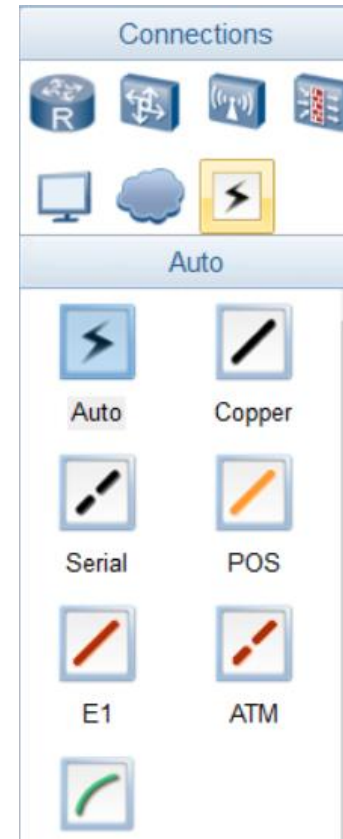 Connections
R
Auto
Auto Copper
Serial POS
E1 ATM